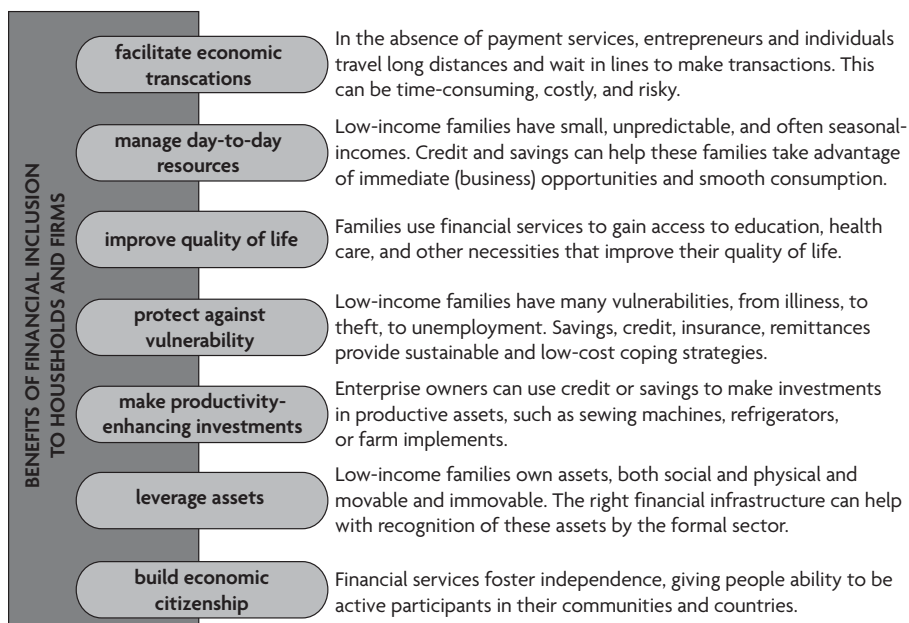 BENEFITS OF FINANCIAL INCLUSION
TO HOUSEHOLDS AND FIRMS
facilitate economic
transcations
In the absence of payment services, entrepreneurs and individuals
travel long distances and wait in lines to make transactions. This
can be time-consuming, costly, and risky.
manage day-to-day
resources
Low-income families have small, unpredictable, and often seasonal-
incomes. Credit and savings can help these families take advantage
of immediate (business) opportunities and smooth consumption.
improve quality of life
Families use financial services to gain access to education, health
care, and other necessities that improve their quality of life.
protect against
vulnerability
Low-income families have many vulnerabilities, from illness, to
theft, to unemployment. Savings, credit, insurance, remittances
provide sustainable and low-cost coping strategies.
make productivity-
enhancing investments
Enterprise owners can use credit or savings to make investments
in productive assets, such as sewing machines, refrigerators,
or farm implements.
leverage assets
Low-income families own assets, both social and physical and
movable and immovable. The right financial infrastructure can help
with recognition of these assets by the formal sector.
build economic
citizenship
Financial services foster independence, giving people ability to be
active participants in their communities and countries.